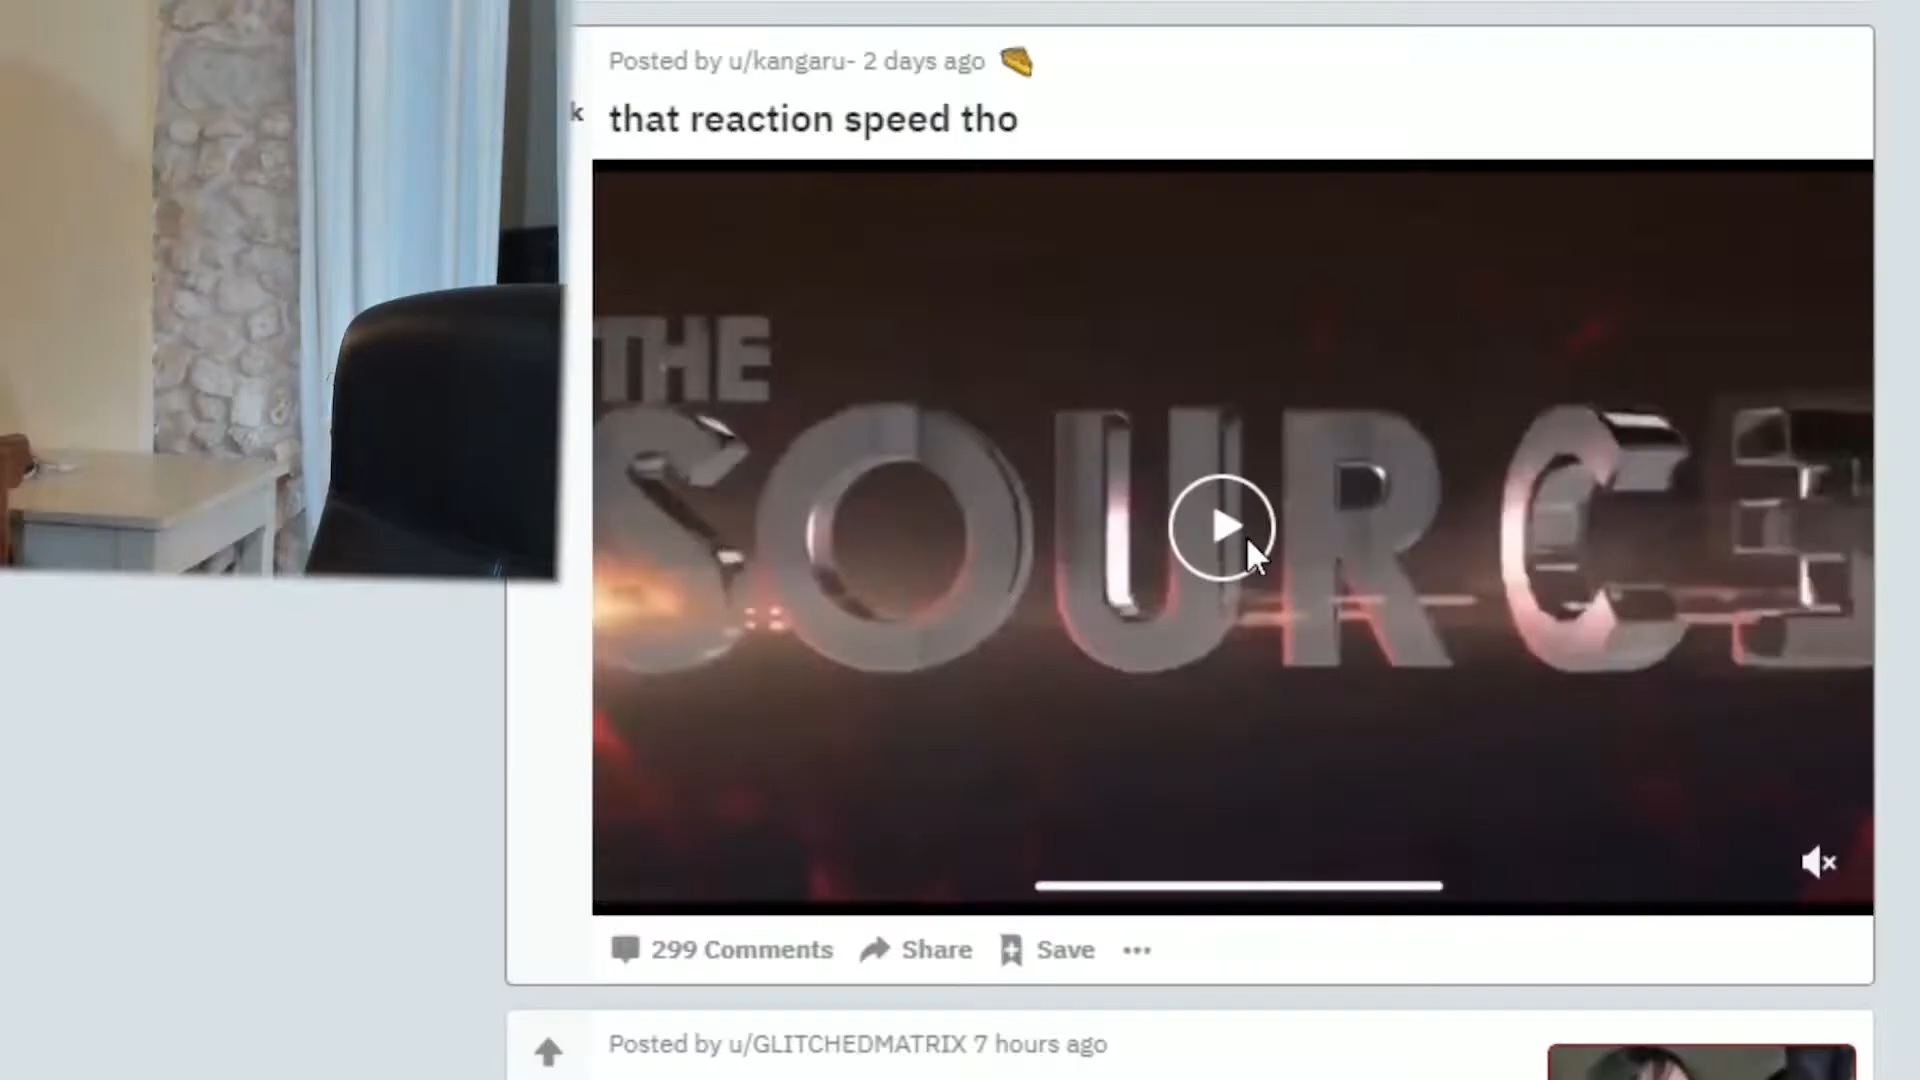 Posted by u/kangaru- 2 days ago
k
that reaction speed tho
THE
SOURCE
299 Comments
Share
Save
Posted by u/GLITCHEDMATRIX 7 hours ago